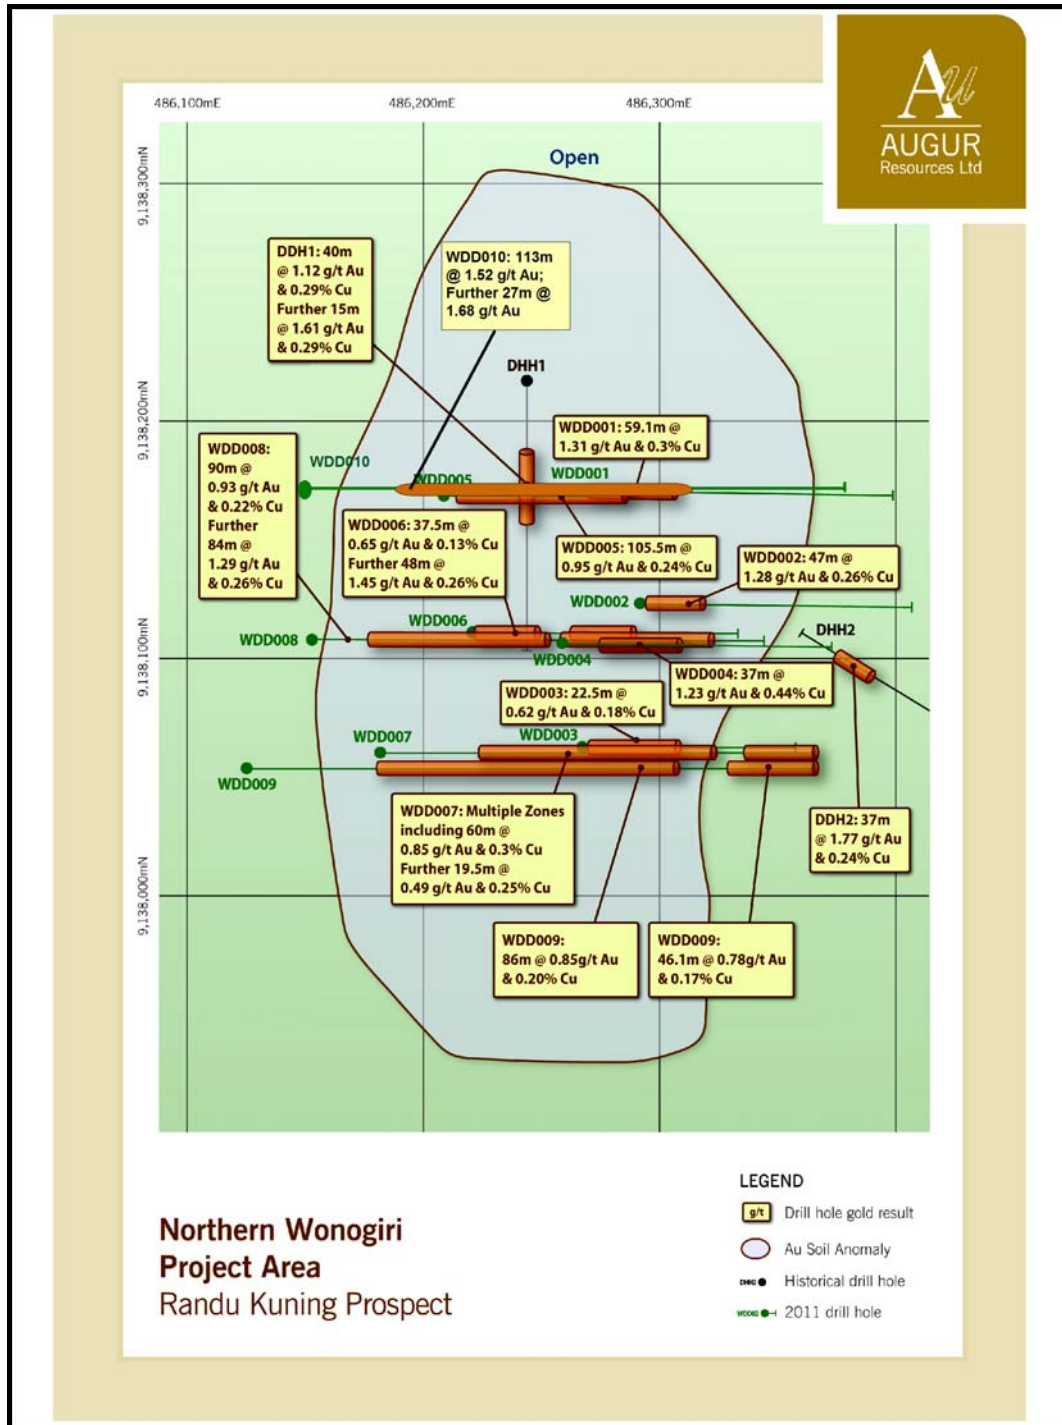 Au
AUGUR
Resources Ltd
486,100mE
486,200mE
486,300mE
9,138,300mN
9,138,200mN
9,138,100mN
9,138,000mN
Open
DDH1: 40m
@ 1.12 g/t Au
& 0.29% Cu
Further 15m
@ 1.61 g/t Au
& 0.29% Cu
WDD010: 113m
@ 1.52 g/t Au;
Further 27m @
1.68 g/t Au
DHH1
WDD001: 59.1m @
1.31 g/t Au & 0.3% Cu
WDD008:
90m @
0.93 g/t Au
& 0.22% Cu
Further
84m @
1.29 g/t Au
& 0.26% Cu
WDD010
WDD005
WDD001
WDD006: 37.5m @
0.65 g/t Au & 0.13% Cu
Further 48m @
1.45 g/t Au & 0.26% Cu
WDD005: 105.5m @
0.95 g/t Au & 0.24% Cu
WDD002: 47m @
1.28 g/t Au & 0.26% Cu
WDD002
WDD006
WDD008
WDD004
DHH2
WDD004: 37m @
1.23 g/t Au & 0.44% Cu
WDD003: 22.5m @
0.62 g/t Au & 0.18% Cu
WDD007
WDD003
WDD009
WDD007: Multiple Zones
including 60m @
0.85 g/t Au & 0.3% Cu
Further 19.5m @
0.49 g/t Au & 0.25% Cu
DDH2: 37m
@ 1.77 g/t Au
& 0.24% Cu
WDD009:
86m @ 0.85g/t Au
& 0.20% Cu
WDD009:
46.1m @ 0.78g/t Au
& 0.17% Cu
Northern Wonogiri
Project Area
Randu Kuning Prospect
LEGEND
g/t Drill hole gold result
Au Soil Anomaly
Historical drill hole
2011 drill hole